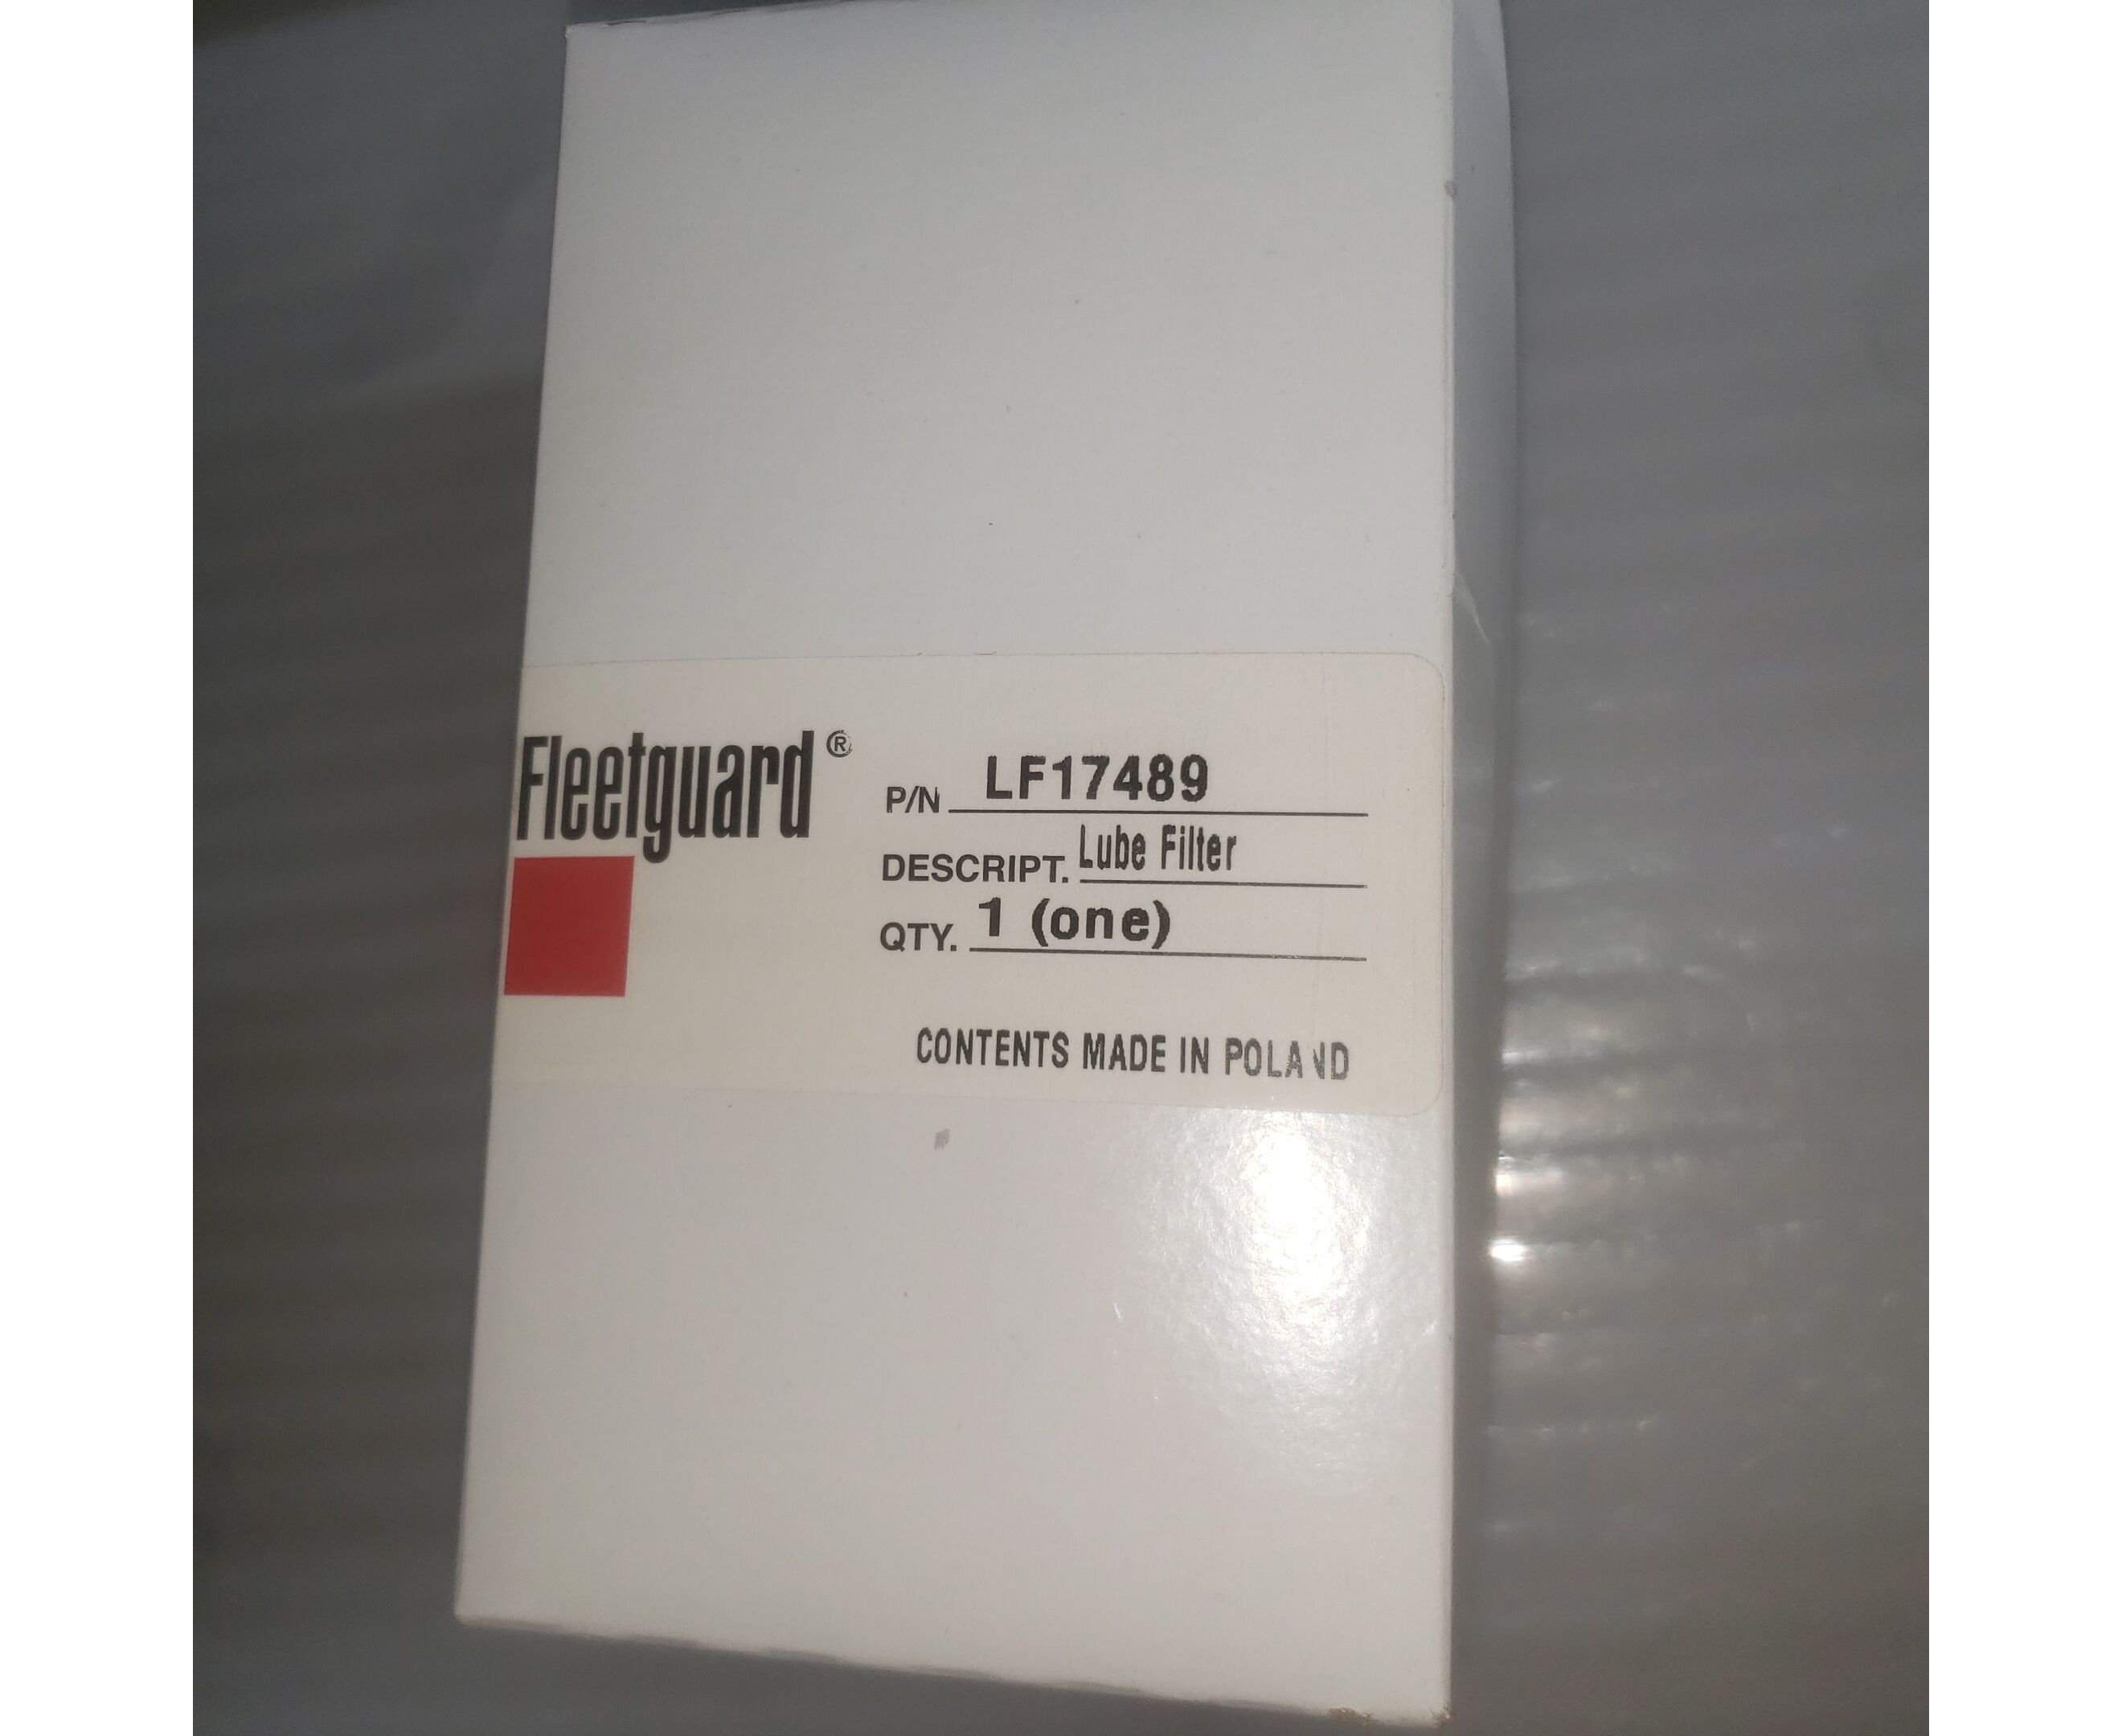 Fleetguard®
P/N LF17489
DESCRIPT. Lube Filter
QTY. 1 (one)
CONTENTS MADE IN POLAND